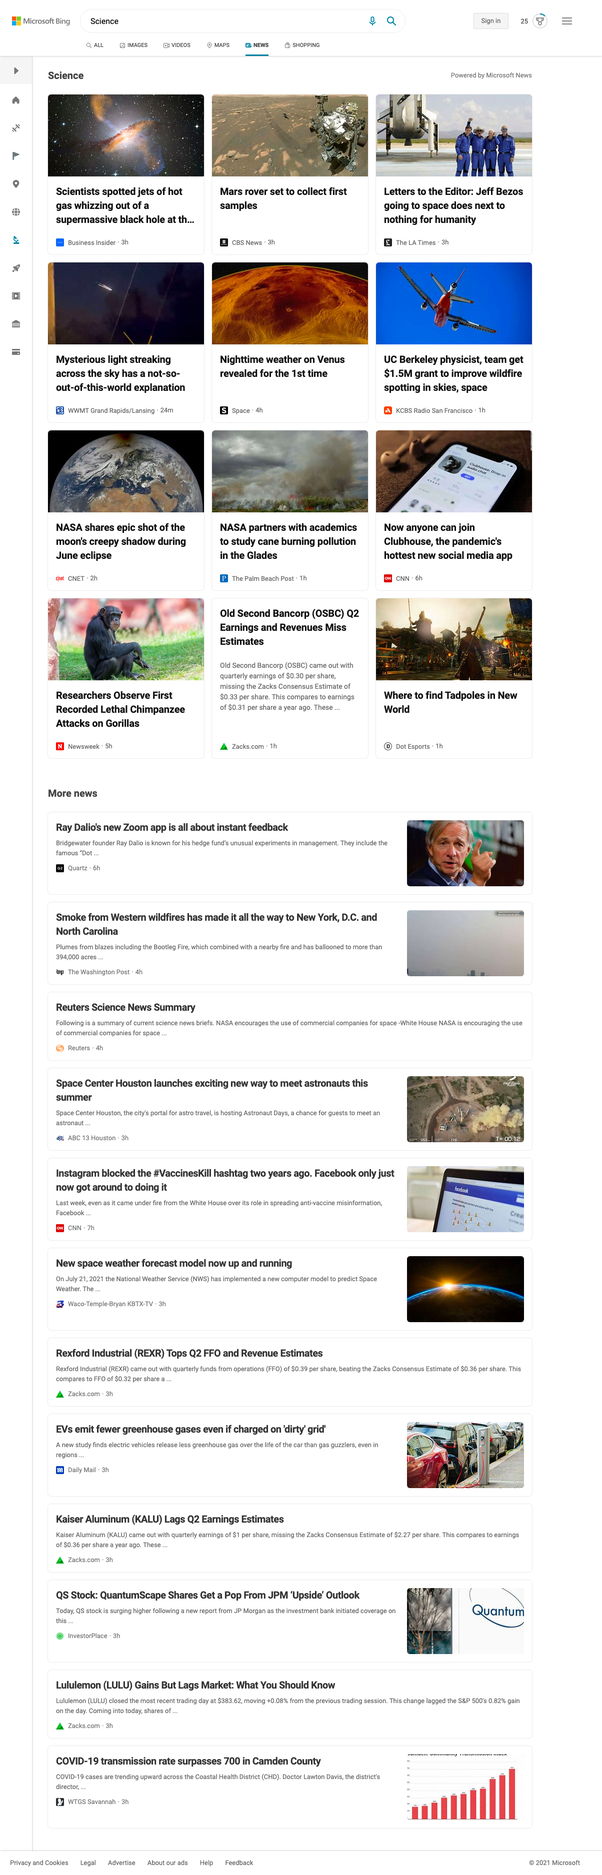 Microsoft Bing
Science
Sign in
25
ALL
IMAGES
VIDEOS
MAPS
NEWS
SHOPPING
Science
Powered by Microsoft News
Scientists spotted jets of hot
gas whizzing out of a
supermassive black hole at th...
Business Insider · 3h
Mars rover set to collect first
samples
CBS News · 3h
Letters to the Editor: Jeff Bezos
going to space does next to
nothing for humanity
The LA Times · 3h
Mysterious light streaking
across the sky has a not-so-
out-of-this-world explanation
WWMT Grand Rapids/Lansing · 24m
Nighttime weather on Venus
revealed for the 1st time
Space · 4h
UC Berkeley physicist, team get
$1.5M grant to improve wildfire
spotting in skies, space
KCBS Radio San Francisco · 1h
NASA shares epic shot of the
moon's creepy shadow during
June eclipse
CNET · 2h
NASA partners with academics
to study cane burning pollution
in the Glades
The Palm Beach Post · 1h
Now anyone can join
Clubhouse, the pandemic's
hottest new social media app
CNN · 6h
Researchers Observe First
Recorded Lethal Chimpanzee
Attacks on Gorillas
Newsweek · 5h
Old Second Bancorp (OSBC) Q2
Earnings and Revenues Miss
Estimates
Old Second Bancorp (OSBC) came out with
quarterly earnings of $0.30 per share,
missing the Zacks Consensus Estimate of
$0.33 per share. This compares to earnings
of $0.31 per share a year ago. These ...
Zacks.com · 1h
Where to find Tadpoles in New
World
Dot Esports · 1h
More news
Ray Dalio's new Zoom app is all about instant feedback
Bridgewater founder Ray Dalio is known for his hedge fund's unusual experiments in management. They include the
famous "Dot ...
Quartz · 6h
Smoke from Western wildfires has made it all the way to New York, D.C. and
North Carolina
Plumes from blazes including the Bootleg Fire, which combined with a nearby fire and has ballooned to more than
394,000 acres ...
The Washington Post · 4h
Reuters Science News Summary
Following is a summary of current science news briefs. NASA encourages the use of commercial companies for space -White House NASA is encouraging the use
of commercial companies for space ...
Reuters · 4h
Space Center Houston launches exciting new way to meet astronauts this
summer
Space Center Houston, the city's portal for astro travel, is hosting Astronaut Days, a chance for guests to meet an
astronaut ...
ABC 13 Houston · 3h
Instagram blocked the #VaccinesKill hashtag two years ago. Facebook only just
now got around to doing it
Last week, even as it came under fire from the White House over its role in spreading anti-vaccine misinformation,
Facebook ...
CNN · 7h
facebook
New space weather forecast model now up and running
On July 21, 2021 the National Weather Service (NWS) has implemented a new computer model to predict Space
Weather. The ...
Waco-Temple-Bryan KBTX-TV · 3h
Rexford Industrial (REXR) Tops Q2 FFO and Revenue Estimates
Rexford Industrial (REXR) came out with quarterly funds from operations (FFO) of $0.39 per share, beating the Zacks Consensus Estimate of $0.36 per share. This
compares to FFO of $0.32 per share a ...
Zacks.com · 3h
EVs emit fewer greenhouse gases even if charged on 'dirty' grid'
A new study finds electric vehicles release less greenhouse gas over the life of the car than gas guzzlers, even in
regions ...
Daily Mail · 3h
Kaiser Aluminum (KALU) Lags Q2 Earnings Estimates
Kaiser Aluminum (KALU) came out with quarterly earnings of $1 per share, missing the Zacks Consensus Estimate of $2.27 per share. This compares to earnings
of $0.36 per share a year ago. These ...
Zacks.com · 3h
QS Stock: QuantumScape Shares Get a Pop From JPM 'Upside' Outlook
Today, QS stock is surging higher following a new report from JP Morgan as the investment bank initiated coverage on
this ...
InvestorPlace · 3h
Quantum
Lululemon (LULU) Gains But Lags Market: What You Should Know
Lululemon (LULU) closed the most recent trading day at $383.62, moving +0.08% from the previous trading session. This change lagged the S&P 500's 0.82% gain
on the day. Coming into today, shares of ...
Zacks.com · 3h
COVID-19 transmission rate surpasses 700 in Camden County
COVID-19 cases are trending upward across the Coastal Health District (CHD). Doctor Lawton Davis, the district's
director, ...
WTGS Savannah · 3h
Privacy and Cookies
Legal
Advertise
About our ads
Help
Feedback
© 2021 Microsoft